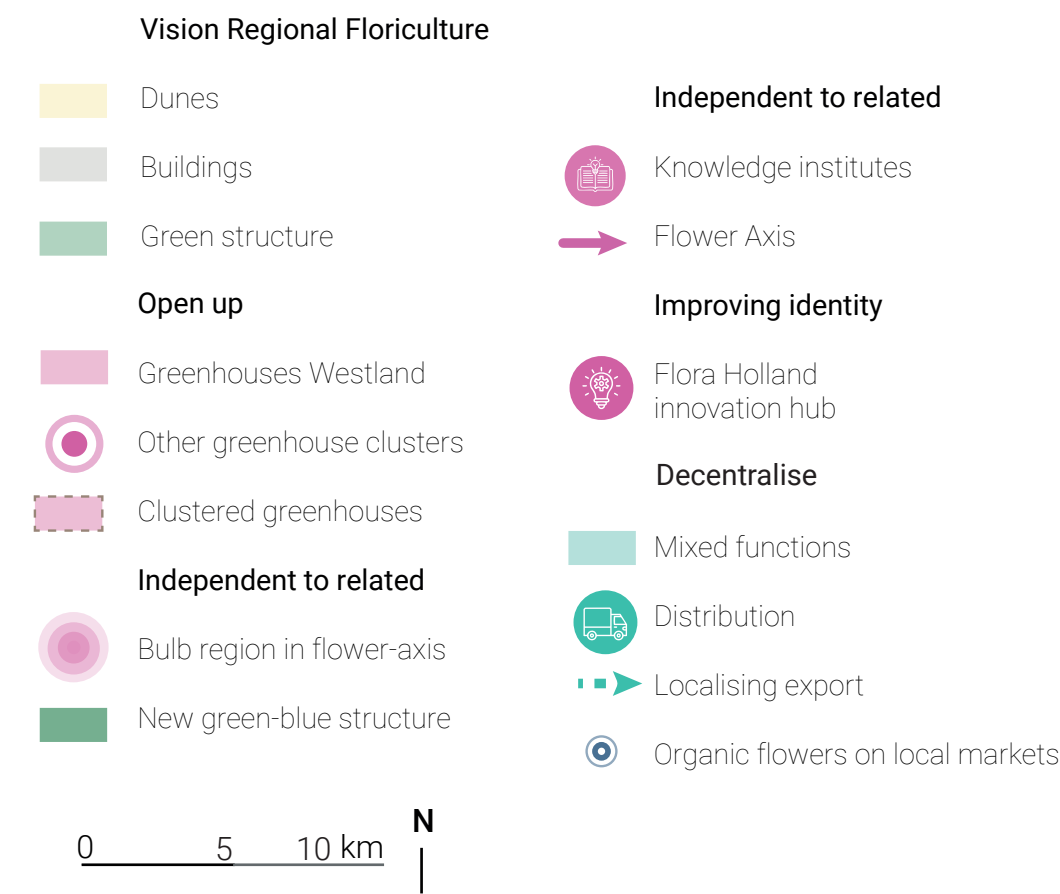 Vision Regional Floriculture
Dunes
Buildings
Green structure
Open up
Greenhouses Westland
Other greenhouse clusters
Clustered greenhouses
Independent to related
Bulb region in flower-axis
New green-blue structure
Independent to related
Knowledge institutes
Flower Axis
Improving identity
Flora Holland
innovation hub
Decentralise
Mixed functions
Distribution
Localising export
Organic flowers on local markets
0 5 10 km
N